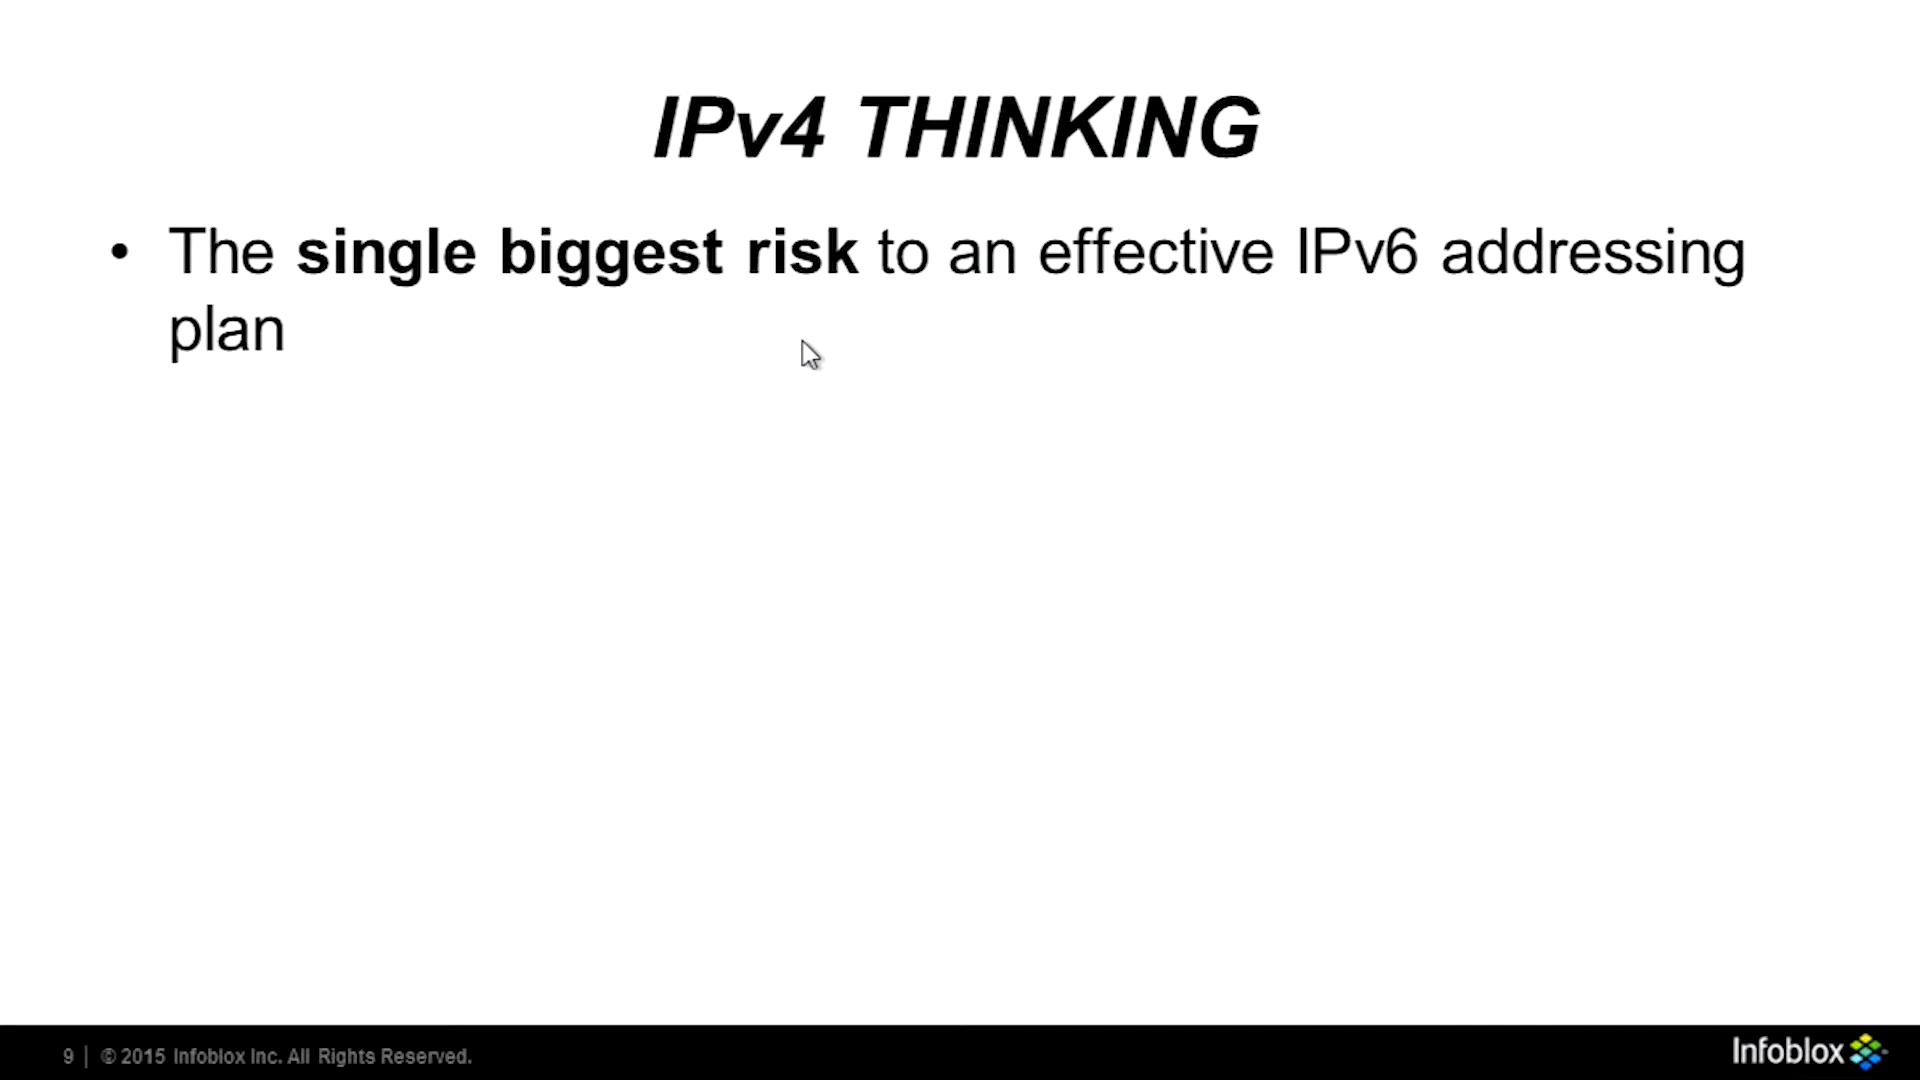 IPv4 THINKING
• The single biggest risk to an effective IPv6 addressing
plan
9 | © 2015 Infoblox Inc. All Rights Reserved.
Infoblox